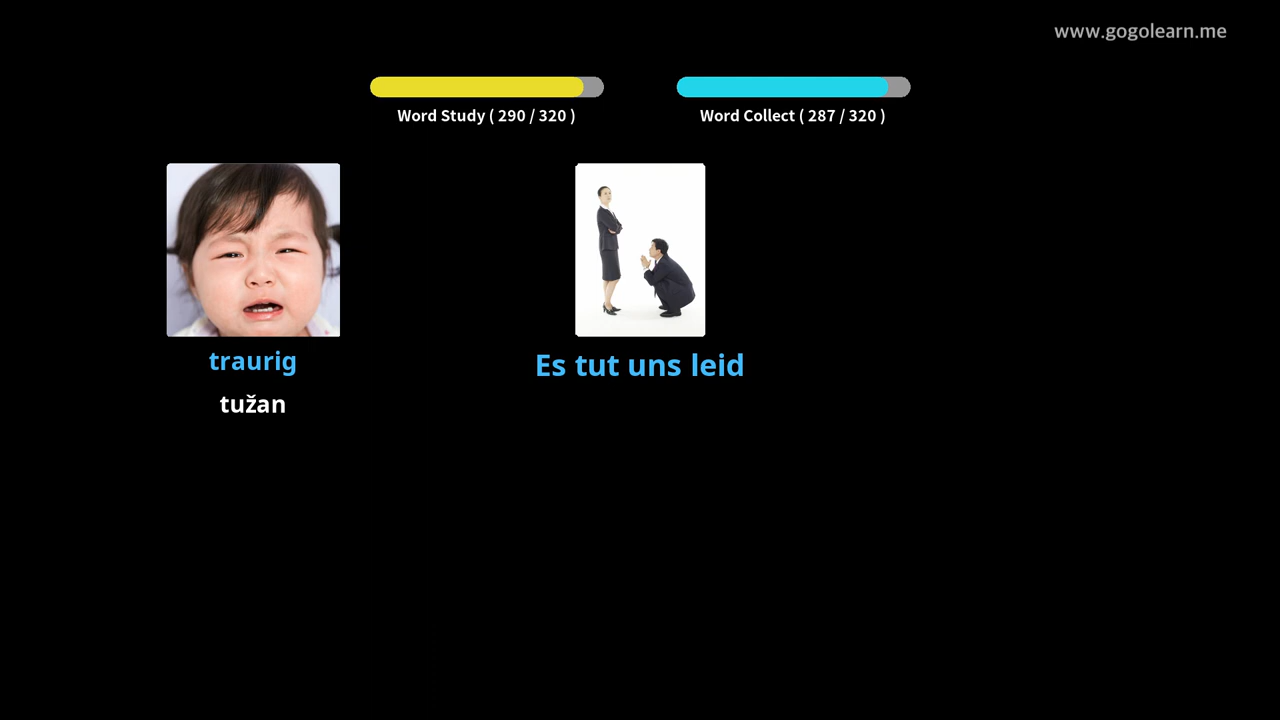 www.gogolearn.me
Word Study ( 290 / 320 )
Word Collect ( 287 / 320 )
traurig
tužan
Es tut uns leid